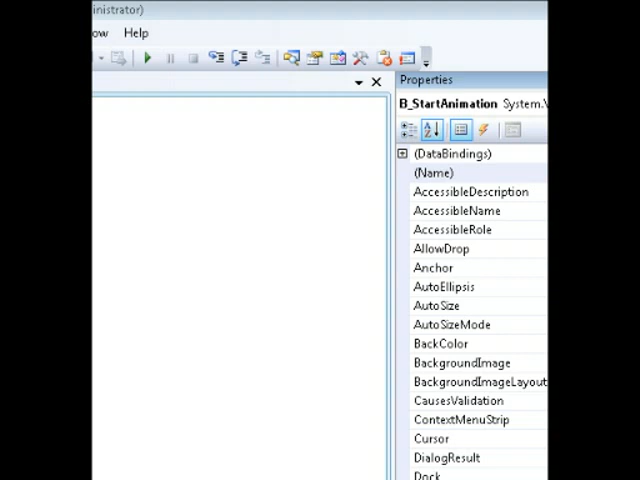 inistrator)
ow Help
Properties
B_StartAnimation System.
(DataBindings)
(Name)
AccessibleDescription
AccessibleName
AccessibleRole
AllowDrop
Anchor
AutoEllipsis
AutoSize
AutoSizeMode
BackColor
BackgroundImage
BackgroundImageLayout
CausesValidation
ContextMenuStrip
Cursor
DialogResult
Dock